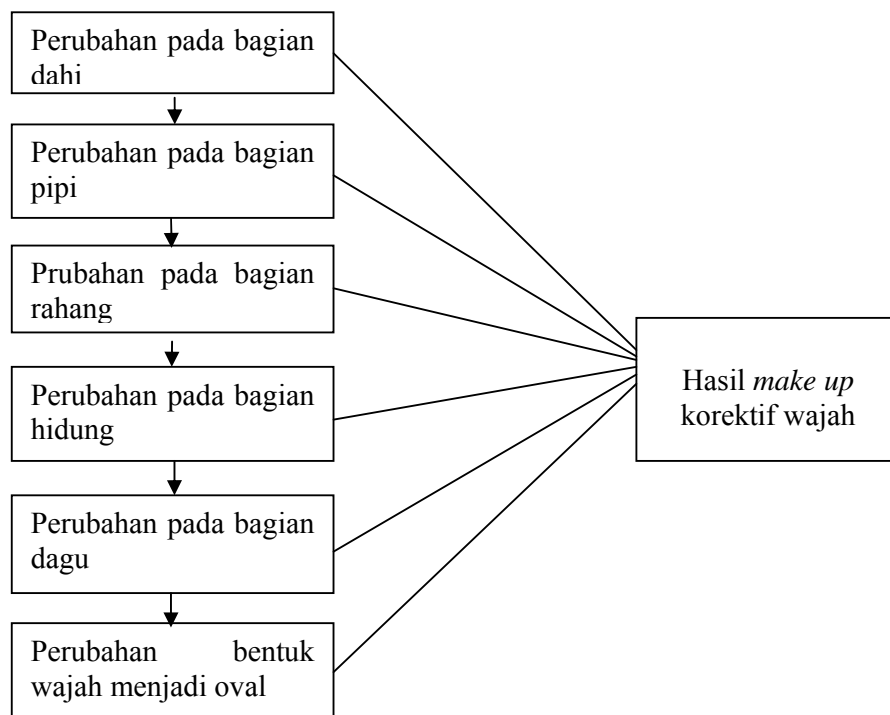 Perubahan pada bagian
dahi
Perubahan pada bagian
pipi
Prubahan pada bagian
rahang
Perubahan pada bagian
hidung
Perubahan pada bagian
dagu
Perubahan bentuk
wajah menjadi oval
Hasil make up
korektif wajah